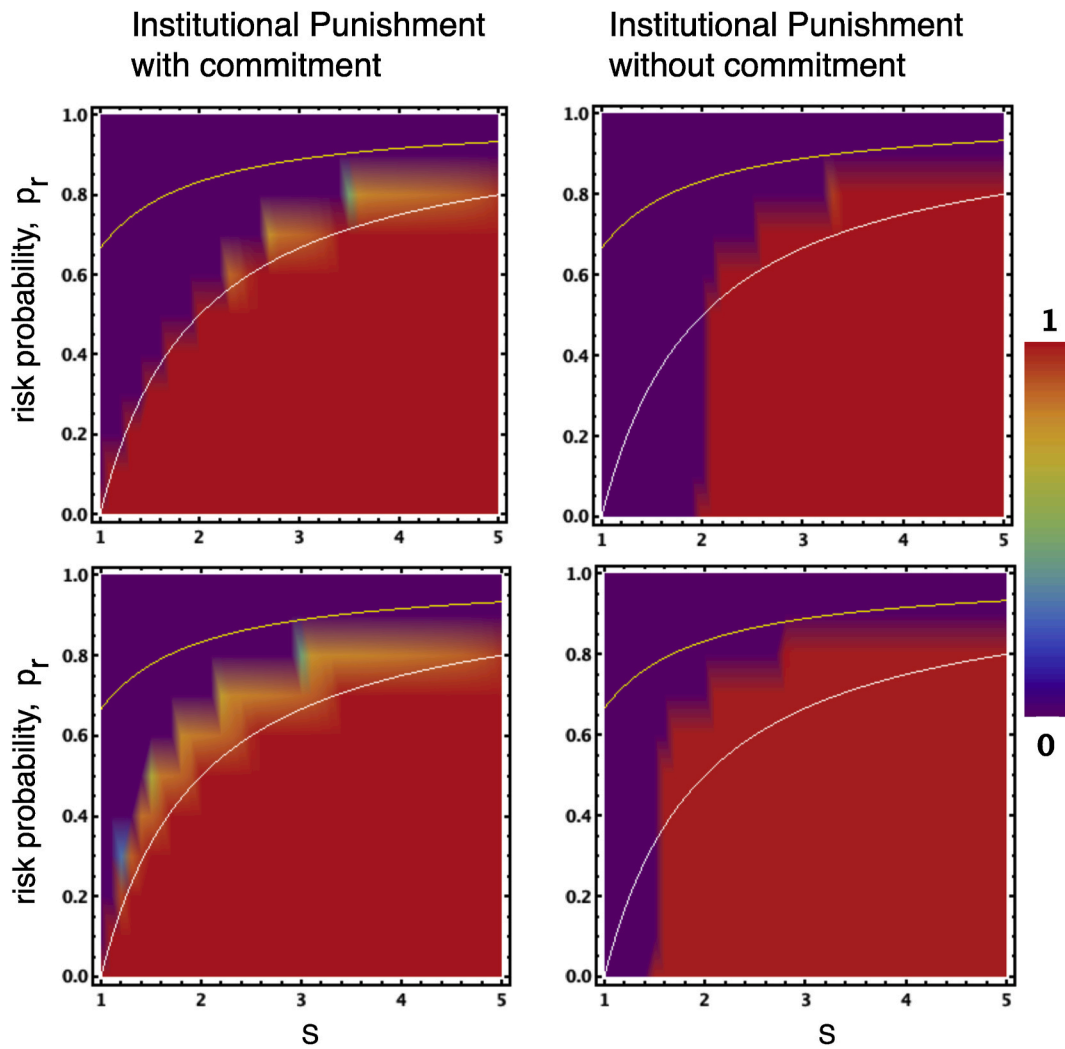 Institutional Punishment
with commitment
Institutional Punishment
without commitment
risk probability, pr
1.0
0.8
0.6
0.4
0.2
0.0
1 2 3 4 5
1.0
0.8
0.6
0.4
0.2
0.0
1 2 3 4 5
1
0
risk probability, pr
1.0
0.8
0.6
0.4
0.2
0.0
1 2 3 4 5
s
1.0
0.8
0.6
0.4
0.2
0.0
1 2 3 4 5
s